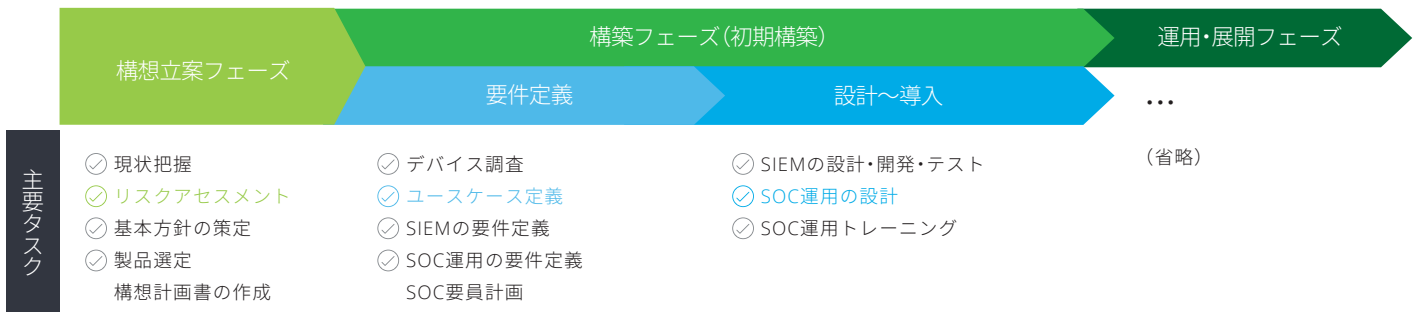 構想立案フェーズ
構築フェーズ(初期構築)
運用・展開フェーズ
要件定義
設計~導入
…
主要タスク
現状把握
リスクアセスメント
基本方針の策定
製品選定
構想計画書の作成
デバイス調査
ユースケース定義
SIEMの要件定義
SOC運用の要件定義
SOC要員計画
SIEMの設計・開発・テスト
SOC運用の設計
SOC運用トレーニング
(省略)